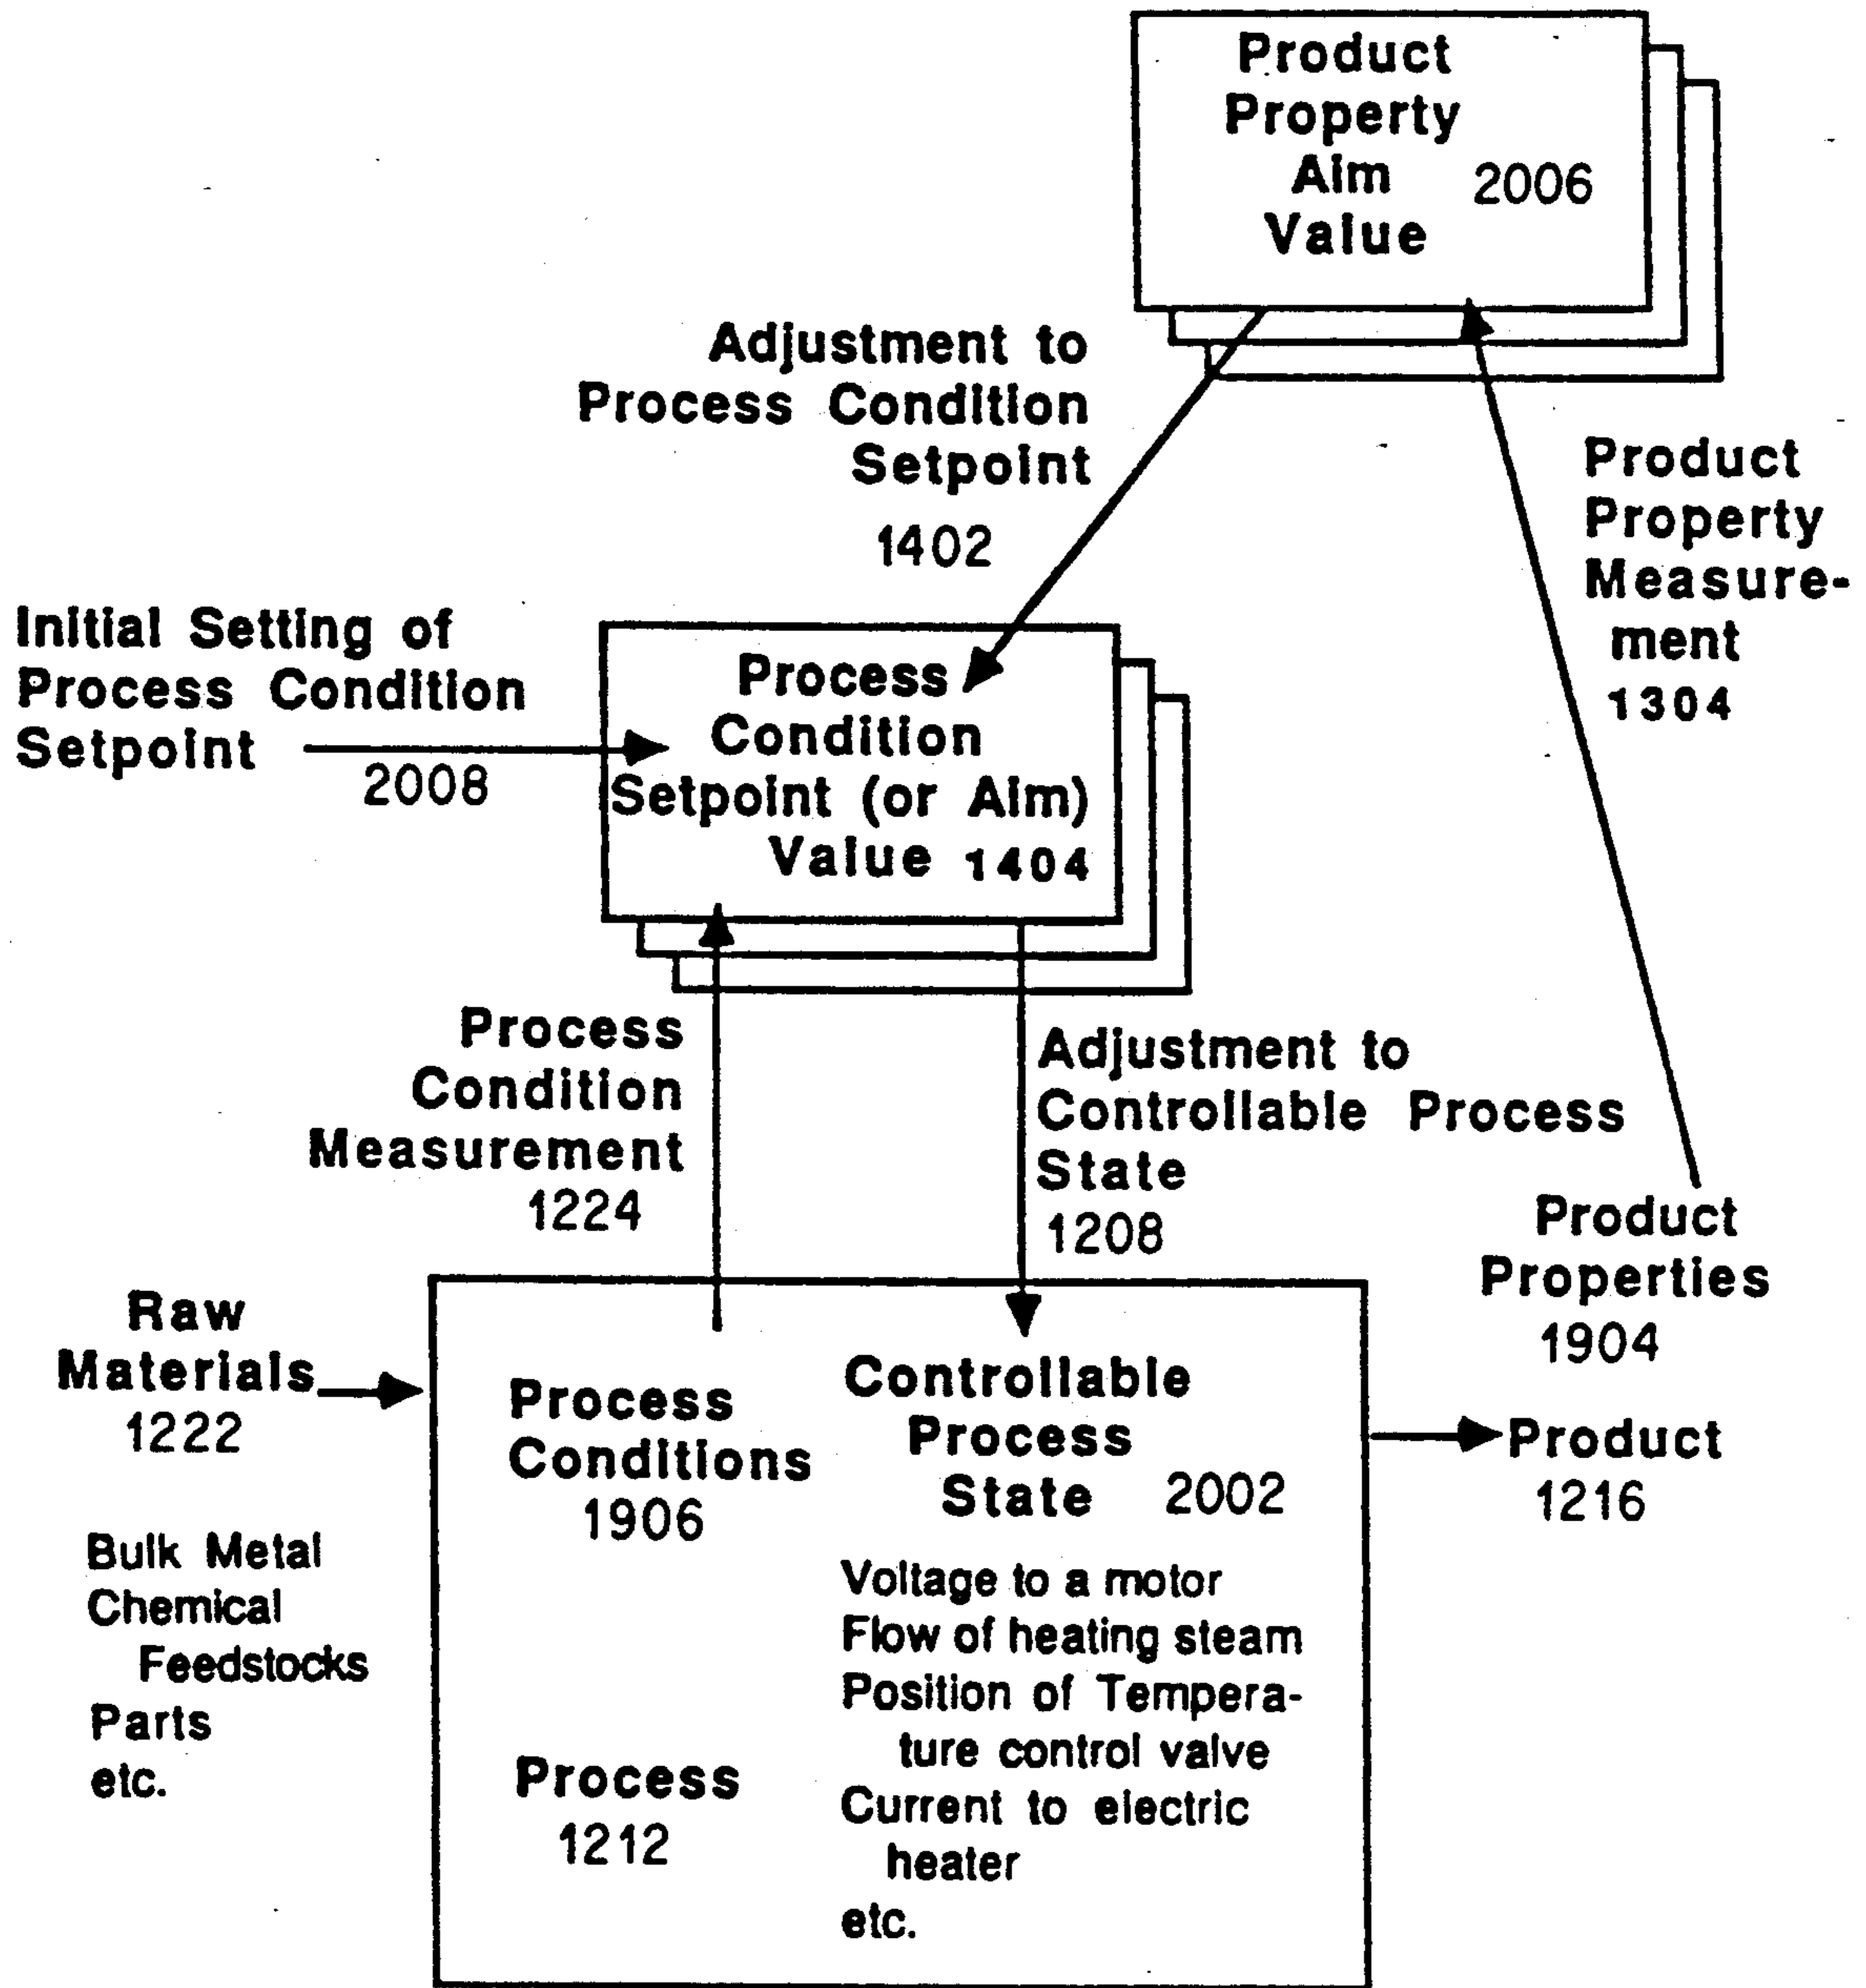 Product
Property
Aim 2006
Value
Adjustment to
Process Condition
Setpoint
1402
Product
Property
Measure-
ment
1304
Initial Setting of
Process Condition
Setpoint
2008
Process
Condition
Setpoint (or Aim)
Value 1404
Process
Condition
Measurement
1224
Adjustment to
Controllable Process
State
1208
Product
Properties
1904
Raw
Materials
1222
Bulk Metal
Chemical
Feedstocks
Parts
etc.
Process
Conditions
1906
Process
1212
Controllable
Process
State 2002
Voltage to a motor
Flow of heating steam
Position of Tempera-
ture control valve
Current to electric
heater
etc.
Product
1216